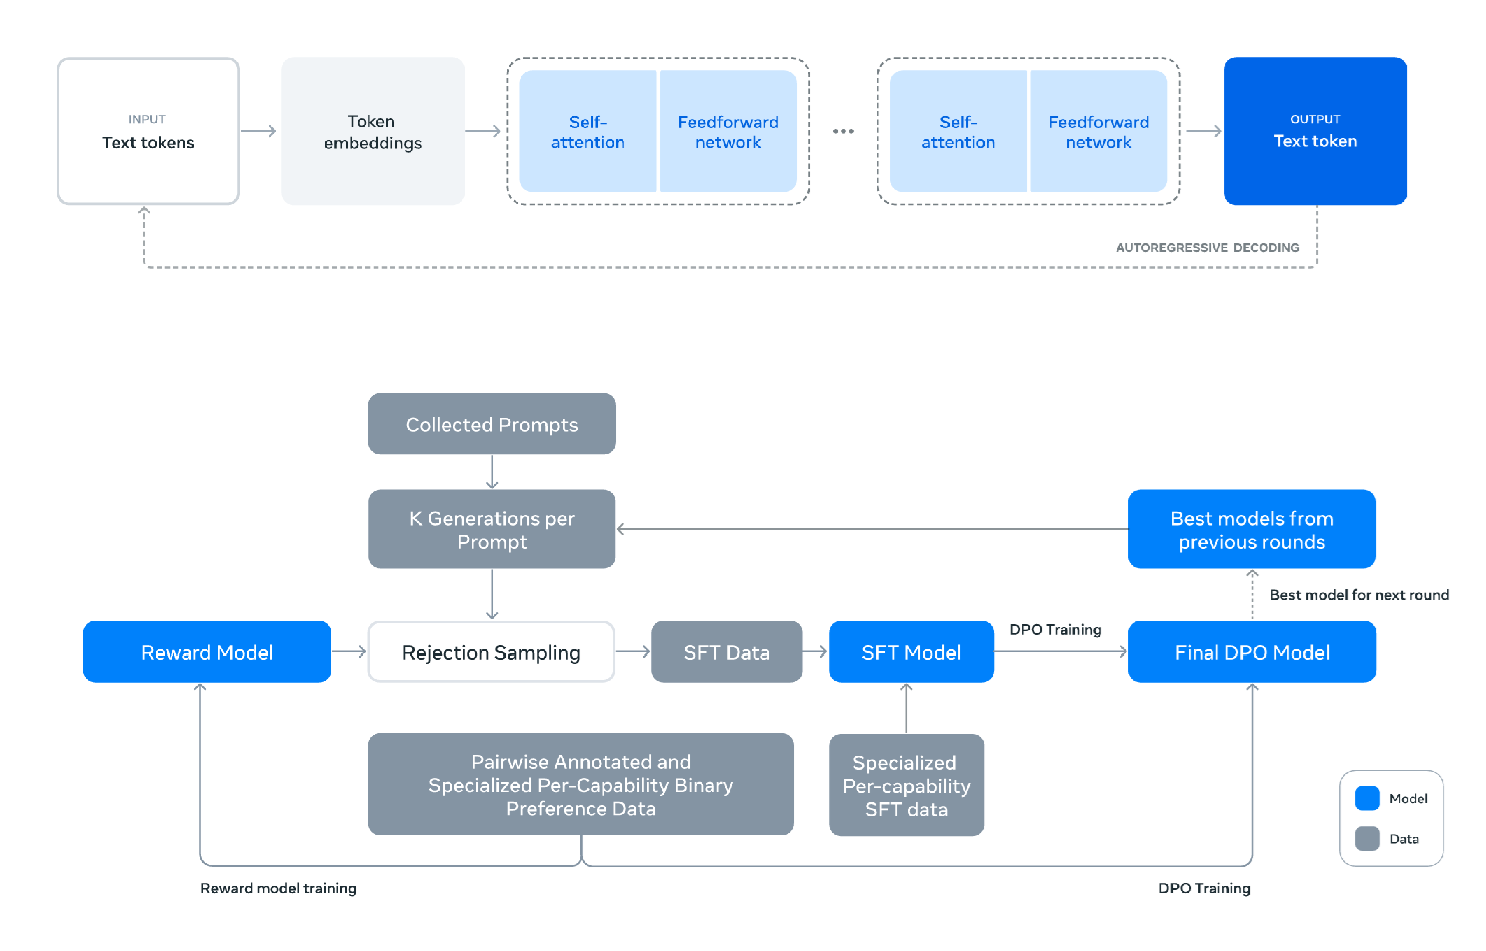 INPUT
Text tokens
Token
embeddings
Self-
attention
Feedforward
network
•••
Self-
attention
Feedforward
network
OUTPUT
Text token
AUTOREGRESSIVE DECODING
Collected Prompts
K Generations per
Prompt
Best models from
previous rounds
Best model for next round
Reward Model
Rejection Sampling
SFT Data
SFT Model
DPO Training
Final DPO Model
Pairwise Annotated and
Specialized Per-Capability Binary
Preference Data
Specialized
Per-capability
SFT data
Model
Data
Reward model training
DPO Training